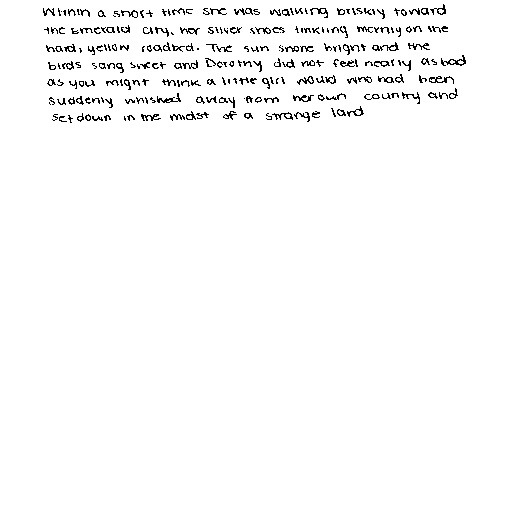 Within a short time she was walking briskly toward
the Emerald City, her silver shoes tinkling merrily on the
hard, yellow roadbed. The sun shone bright and the
birds sang sweet and Dorothy did not feel nearly as bad
as you might think a little girl would who had been
suddenly whisked away from her own country and
set down in the midst of a strange land